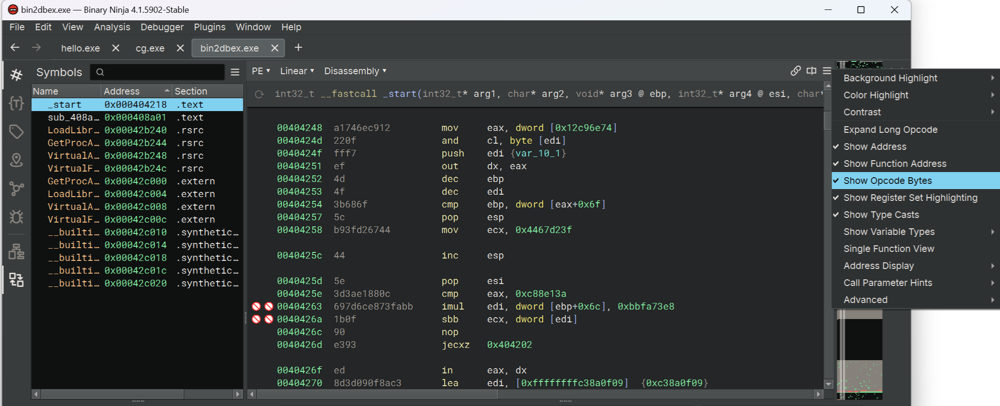 bin2dbex.exe — Binary Ninja 4.1.5902-Stable
File Edit View Analysis Debugger Plugins Window Help
hello.exe cg.exe bin2dbex.exe
Symbols
Name Address Section
_start 0x000404218 .text
sub_408a… 0x000408a01 .text
LoadLibr… 0x00042b240 .rsrc
GetProcA… 0x00042b244 .rsrc
VirtualA… 0x00042b248 .rsrc
VirtualF… 0x00042b24c .rsrc
GetProcA… 0x00042c000 .extern
LoadLibr… 0x00042c004 .extern
VirtualA… 0x00042c008 .extern
VirtualF… 0x00042c00c .extern
__builti… 0x00042c010 .synthetic…
__builti… 0x00042c014 .synthetic…
__builti… 0x00042c018 .synthetic…
__builti… 0x00042c01c .synthetic…
__builti… 0x00042c020 .synthetic…
PE Linear Disassembly
int32_t __fastcall _start(int32_t* arg1, char* arg2, void* arg3 @ ebp, int32_t* arg4 @ esi, char*
00404248 a1746ec912 mov eax, dword [0x12c96e74]
0040424d 220f and cl, byte [edi]
0040424f fff7 push edi {var_10_1}
00404251 ef out dx, eax
00404252 4d dec ebp
00404253 4f dec edi
00404254 3b686f cmp ebp, dword [eax+0x6f]
00404257 5c pop esp
00404258 b93fd26744 mov ecx, 0x4467d23f
0040425c 44 inc esp
0040425d 5e pop esi
0040425e 3d3ae1880c cmp eax, 0xc88e13a
00404263 697d6ce873fabb imul edi, dword [ebp+0x6c], 0xbbfa73e8
0040426a 1b0f sbb ecx, dword [edi]
0040426c 90 nop
0040426d e393 jecxz 0x404202
0040426f ed in eax, dx
00404270 8d3d090f8ac3 lea edi, [0xffffffffc38a0f09] {0xc38a0f09}
Background Highlight
Color Highlight
Contrast
Expand Long Opcode
Show Address
Show Function Address
Show Opcode Bytes
Show Register Set Highlighting
Show Type Casts
Show Variable Types
Single Function View
Address Display
Call Parameter Hints
Advanced